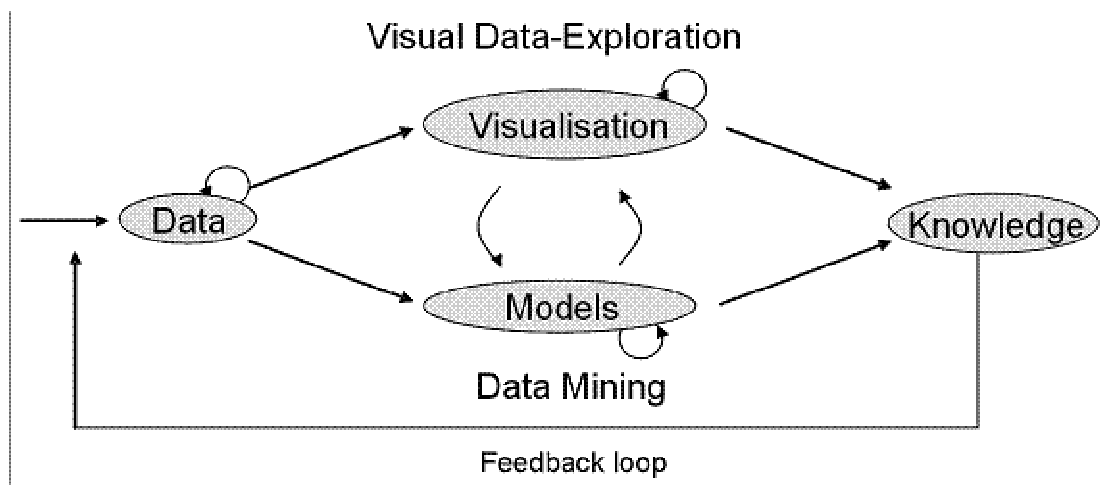 Visual Data-Exploration
Visualisation
Data
Knowledge
Models
Data Mining
Feedback loop